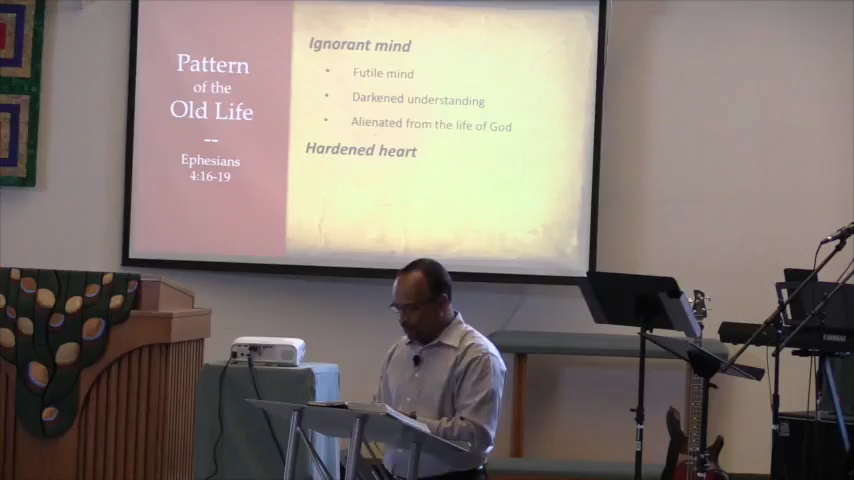 Pattern
of the
Old Life
--
Ephesians
4:16-19
Ignorant mind
• Futile mind
• Darkened understanding
• Alienated from the life of God
Hardened heart